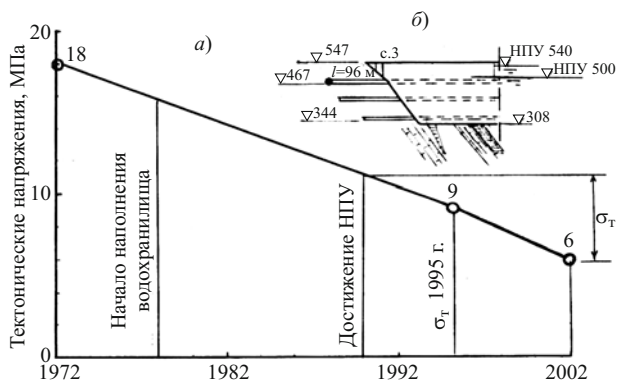 а)
б)
547
с.3
НПУ 540
467
l=96 м
НПУ 500
344
308
Тектонические напряжения, МПа
20
10
0
18
9
6
Начало наполнения
водохранилища
Достижение НПУ
σт 1995 г.
σт
1972
1982
1992
2002